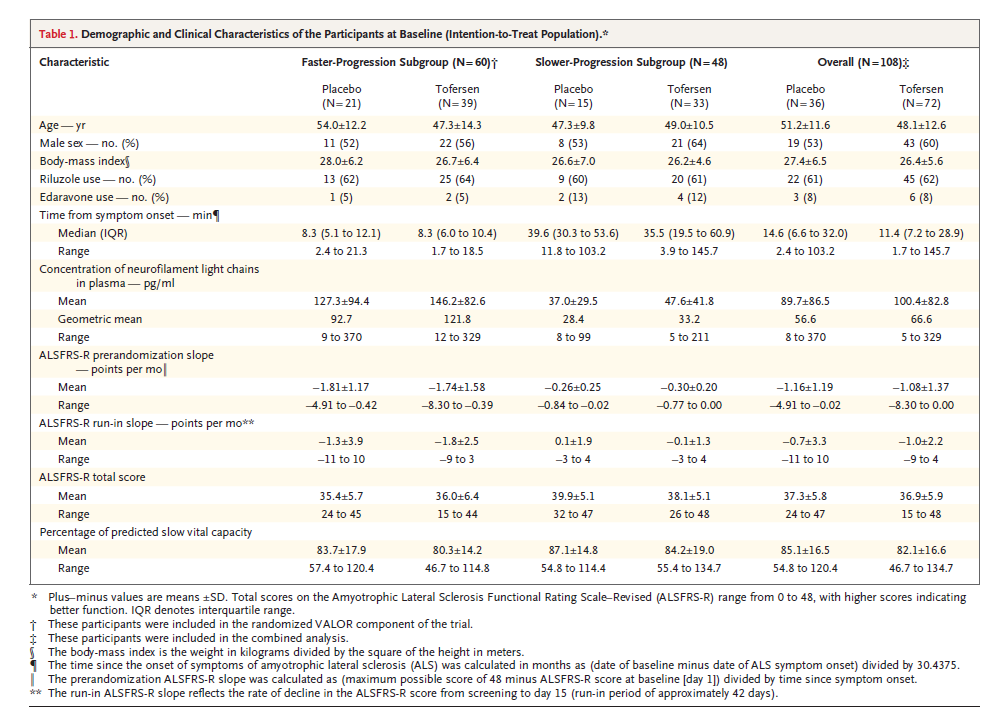 Table 1. Demographic and Clinical Characteristics of the Participants at Baseline (Intention-to-Treat Population).*
Characteristic Faster-Progression Subgroup (N=60)† Slower-Progression Subgroup (N=48) Overall (N=108)‡
Placebo Tofersen Placebo Tofersen Placebo Tofersen
(N=21) (N=39) (N=15) (N=33) (N=36) (N=72)
Age — yr 54.0±12.2 47.3±14.3 47.3±9.8 49.0±10.5 51.2±11.6 48.1±12.6
Male sex — no. (%) 11 (52) 22 (56) 8 (53) 21 (64) 19 (53) 43 (60)
Body-mass index§ 28.0±6.2 26.7±6.4 26.6±7.0 26.2±4.6 27.4±6.5 26.4±5.6
Riluzole use — no. (%) 13 (62) 25 (64) 9 (60) 20 (61) 22 (61) 45 (62)
Edaravone use — no. (%) 1 (5) 2 (5) 2 (13) 4 (12) 3 (8) 6 (8)
Time from symptom onset — min¶
Median (IQR) 8.3 (5.1 to 12.1) 8.3 (6.0 to 10.4) 39.6 (30.3 to 53.6) 35.5 (19.5 to 60.9) 14.6 (6.6 to 32.0) 11.4 (7.2 to 28.9)
Range 2.4 to 21.3 1.7 to 18.5 11.8 to 103.2 3.9 to 145.7 2.4 to 103.2 1.7 to 145.7
Concentration of neurofilament light chains
in plasma — pg/ml
Mean 127.3±94.4 146.2±82.6 37.0±29.5 47.6±41.8 89.7±86.5 100.4±82.8
Geometric mean 92.7 121.8 28.4 33.2 56.6 66.6
Range 9 to 370 12 to 329 8 to 99 5 to 211 8 to 370 5 to 329
ALSFRS-R prerandomization slope
— points per mo‖
Mean −1.81±1.17 −1.74±1.58 −0.26±0.25 −0.30±0.20 −1.16±1.19 −1.08±1.37
Range −4.91 to −0.42 −8.30 to −0.39 −0.84 to −0.02 −0.77 to 0.00 −4.91 to −0.02 −8.30 to 0.00
ALSFRS-R run-in slope — points per mo**
Mean −1.3±3.9 −1.8±2.5 0.1±1.9 −0.1±1.3 −0.7±3.3 −1.0±2.2
Range −11 to 10 −9 to 3 −3 to 4 −3 to 4 −11 to 10 −9 to 4
ALSFRS-R total score
Mean 35.4±5.7 36.0±6.4 39.9±5.1 38.1±5.1 37.3±5.8 36.9±5.9
Range 24 to 45 15 to 44 32 to 47 26 to 48 24 to 47 15 to 48
Percentage of predicted slow vital capacity
Mean 83.7±17.9 80.3±14.2 87.1±14.8 84.2±19.0 85.1±16.5 82.1±16.6
Range 57.4 to 120.4 46.7 to 114.8 54.8 to 114.4 55.4 to 134.7 54.8 to 120.4 46.7 to 134.7
* Plus–minus values are means ±SD. Total scores on the Amyotrophic Lateral Sclerosis Functional Rating Scale–Revised (ALSFRS-R) range from 0 to 48, with higher scores indicating
better function. IQR denotes interquartile range.
† These participants were included in the randomized VALOR component of the trial.
‡ These participants were included in the combined analysis.
§ The body-mass index is the weight in kilograms divided by the square of the height in meters.
¶ The time since the onset of symptoms of amyotrophic lateral sclerosis (ALS) was calculated in months as (date of baseline minus date of ALS symptom onset) divided by 30.4375.
‖ The prerandomization ALSFRS-R slope was calculated as (maximum possible score of 48 minus ALSFRS-R score at baseline [day 1]) divided by time since symptom onset.
** The run-in ALSFRS-R slope reflects the rate of decline in the ALSFRS-R score from screening to day 15 (run-in period of approximately 42 days).